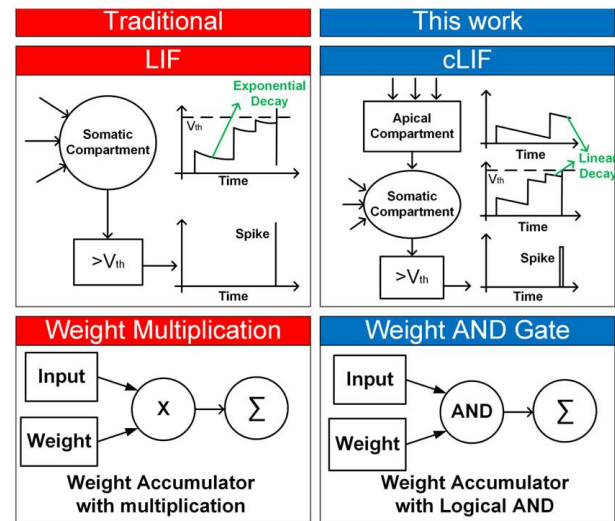 Traditional
LIF
Somatic
Compartment
>Vth
Exponential
Decay
Vth
Time
Spike
Time
Weight Multiplication
Input
Weight
X
Σ
Weight Accumulator
with multiplication
This work
cLIF
Apical
Compartment
Somatic
Compartment
>Vth
Time
Linear
Decay
Vth
Time
Spike
Time
Weight AND Gate
Input
Weight
AND
Σ
Weight Accumulator
with Logical AND